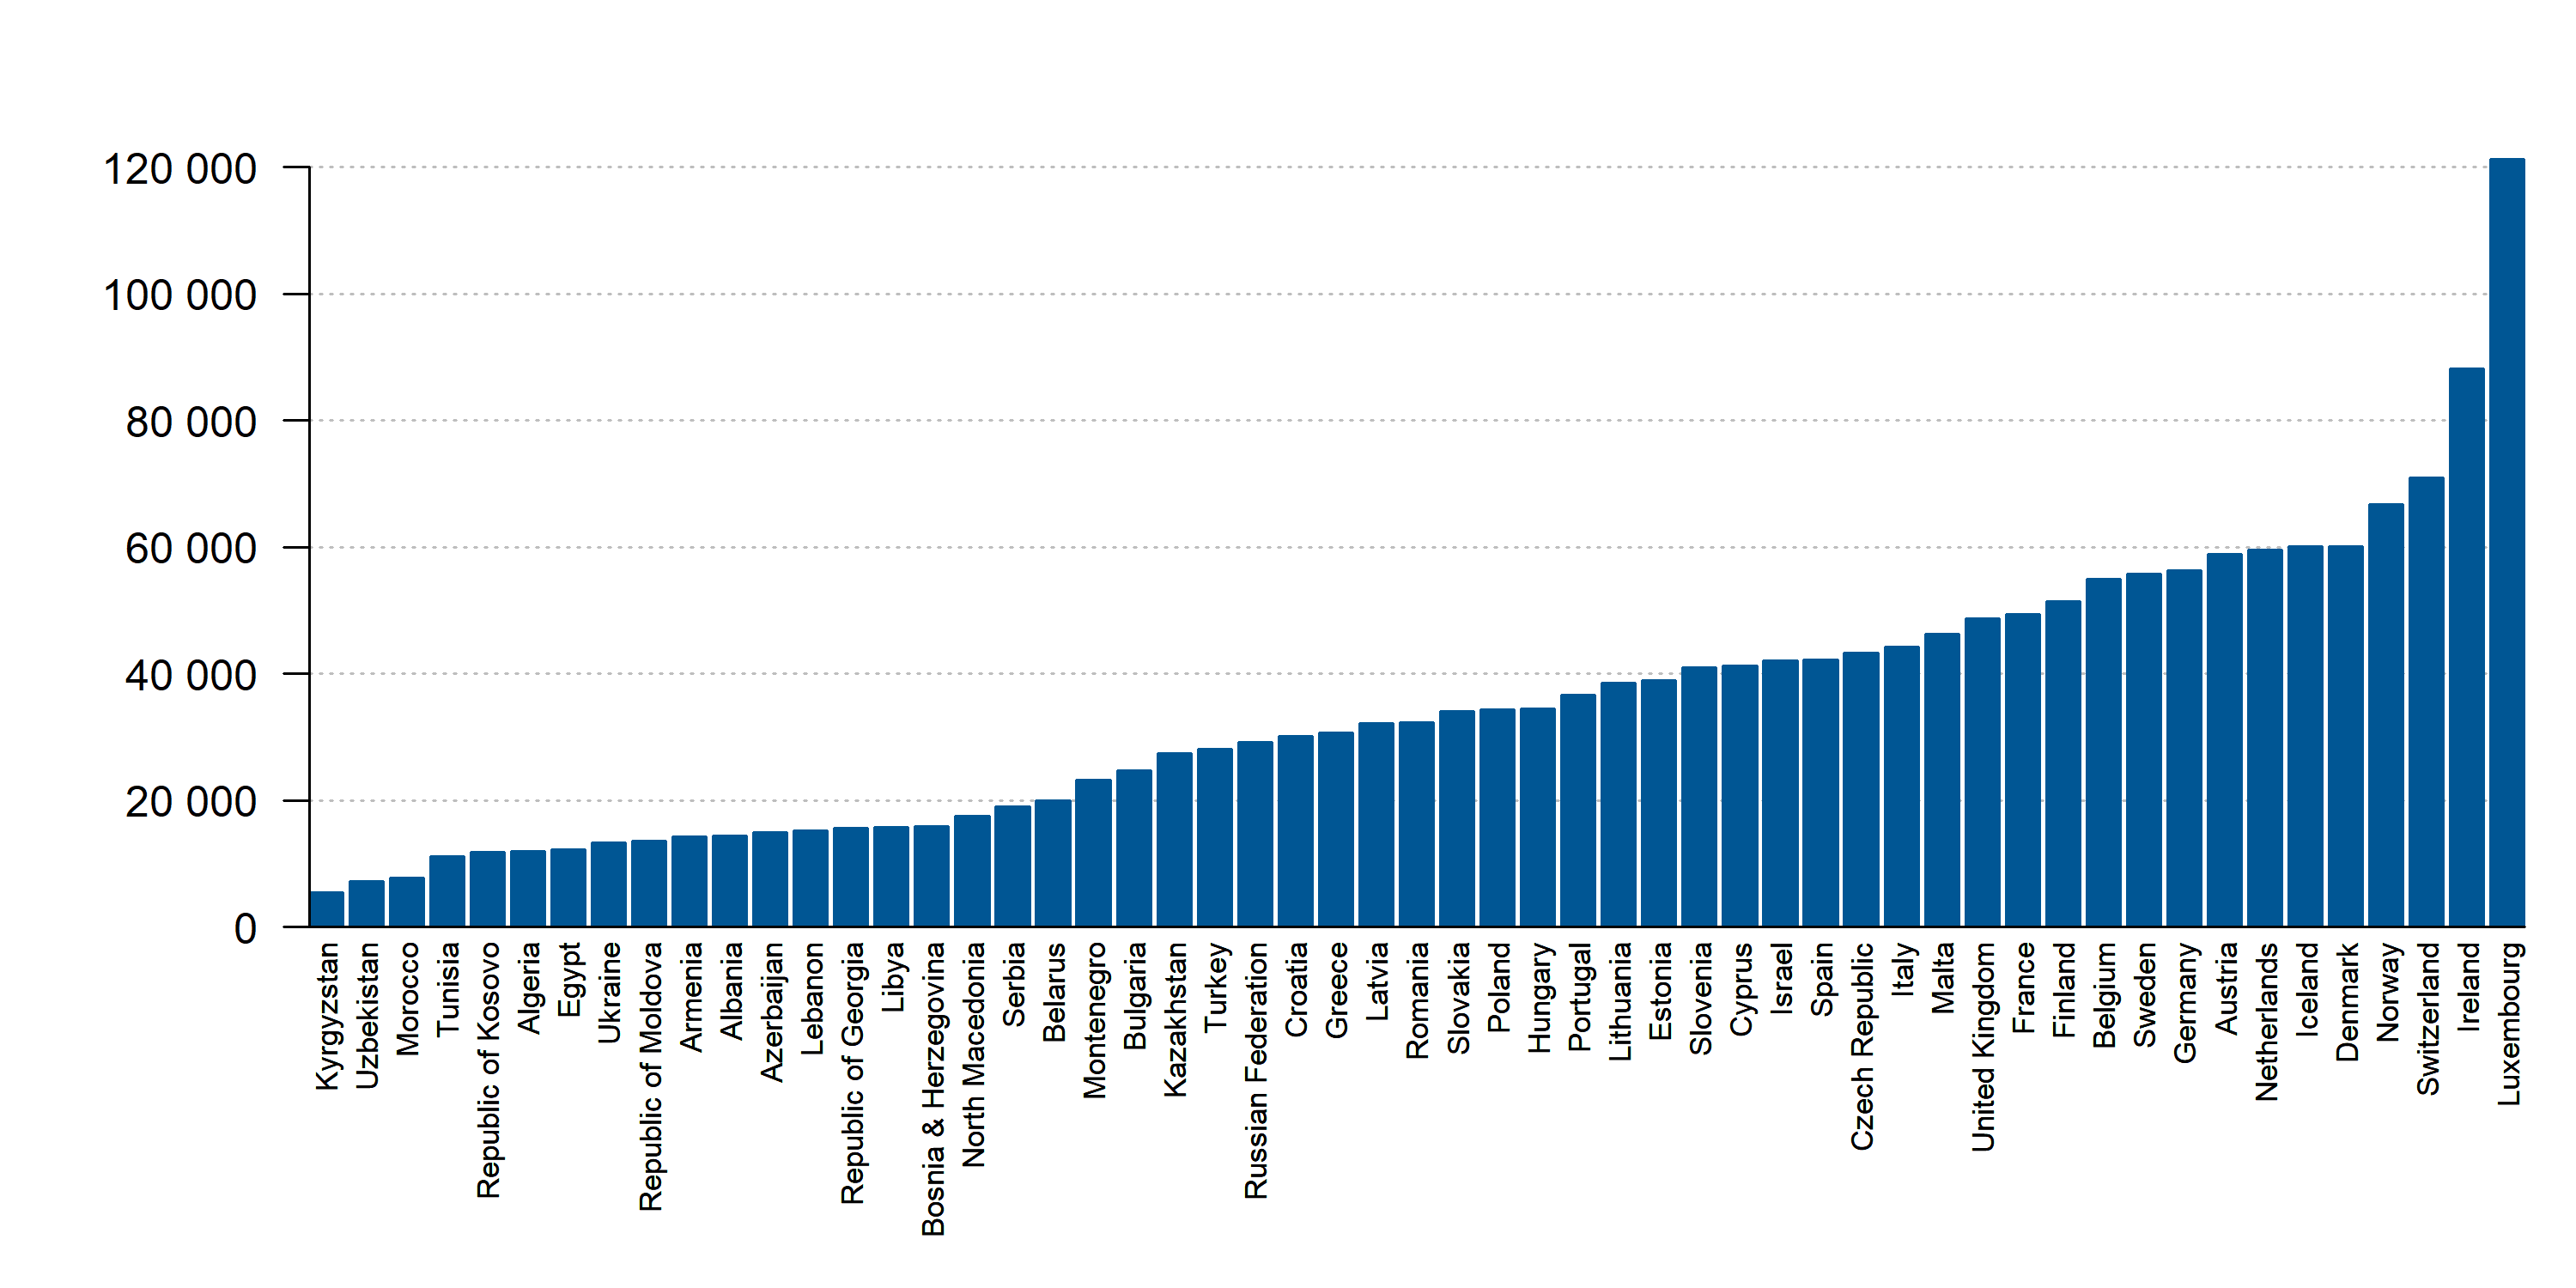 120 000
100 000
80 000
60 000
40 000
20 000
0
Kyrgyzstan
Uzbekistan
Morocco
Tunisia
Republic of Kosovo
Algeria
Egypt
Ukraine
Republic of Moldova
Armenia
Albania
Azerbaijan
Lebanon
Republic of Georgia
Libya
Bosnia & Herzegovina
North Macedonia
Serbia
Belarus
Montenegro
Bulgaria
Kazakhstan
Turkey
Russian Federation
Croatia
Greece
Latvia
Romania
Slovakia
Poland
Hungary
Portugal
Lithuania
Estonia
Slovenia
Cyprus
Israel
Spain
Czech Republic
Italy
Malta
United Kingdom
France
Finland
Belgium
Sweden
Germany
Austria
Netherlands
Iceland
Denmark
Norway
Switzerland
Ireland
Luxembourg